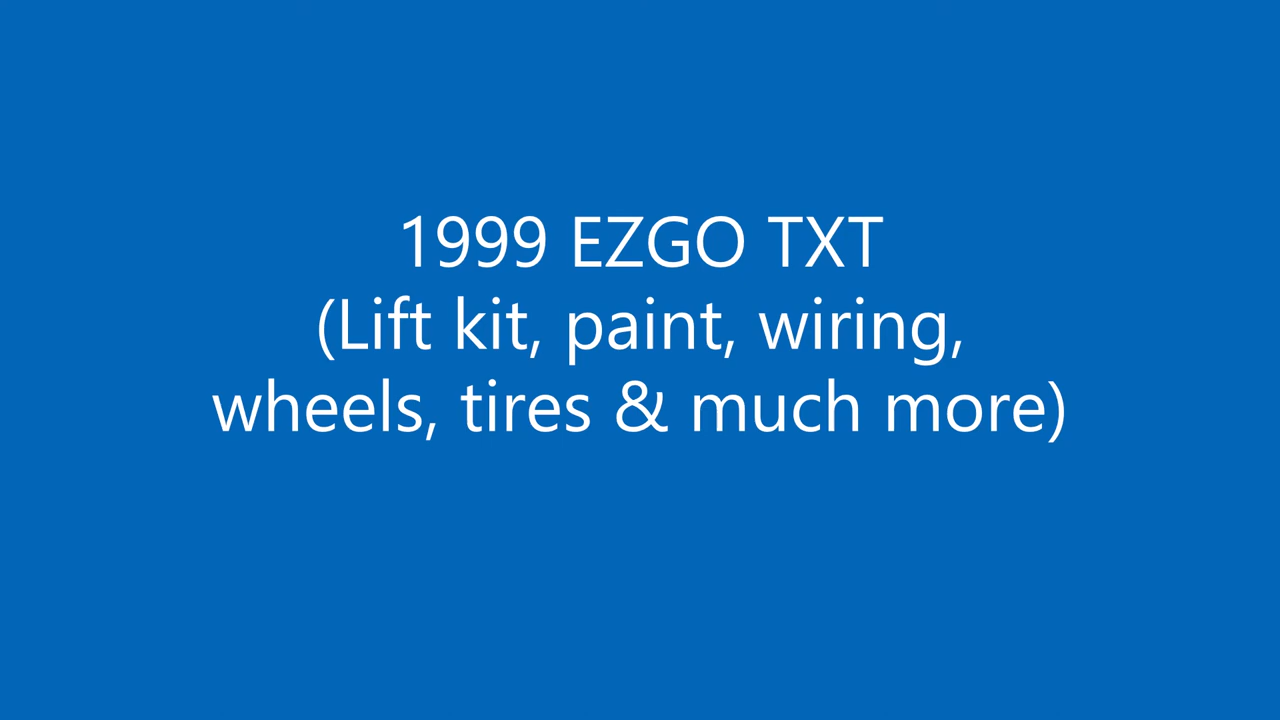 1999 EZGO TXT
(Lift kit, paint, wiring,
wheels, tires & much more)